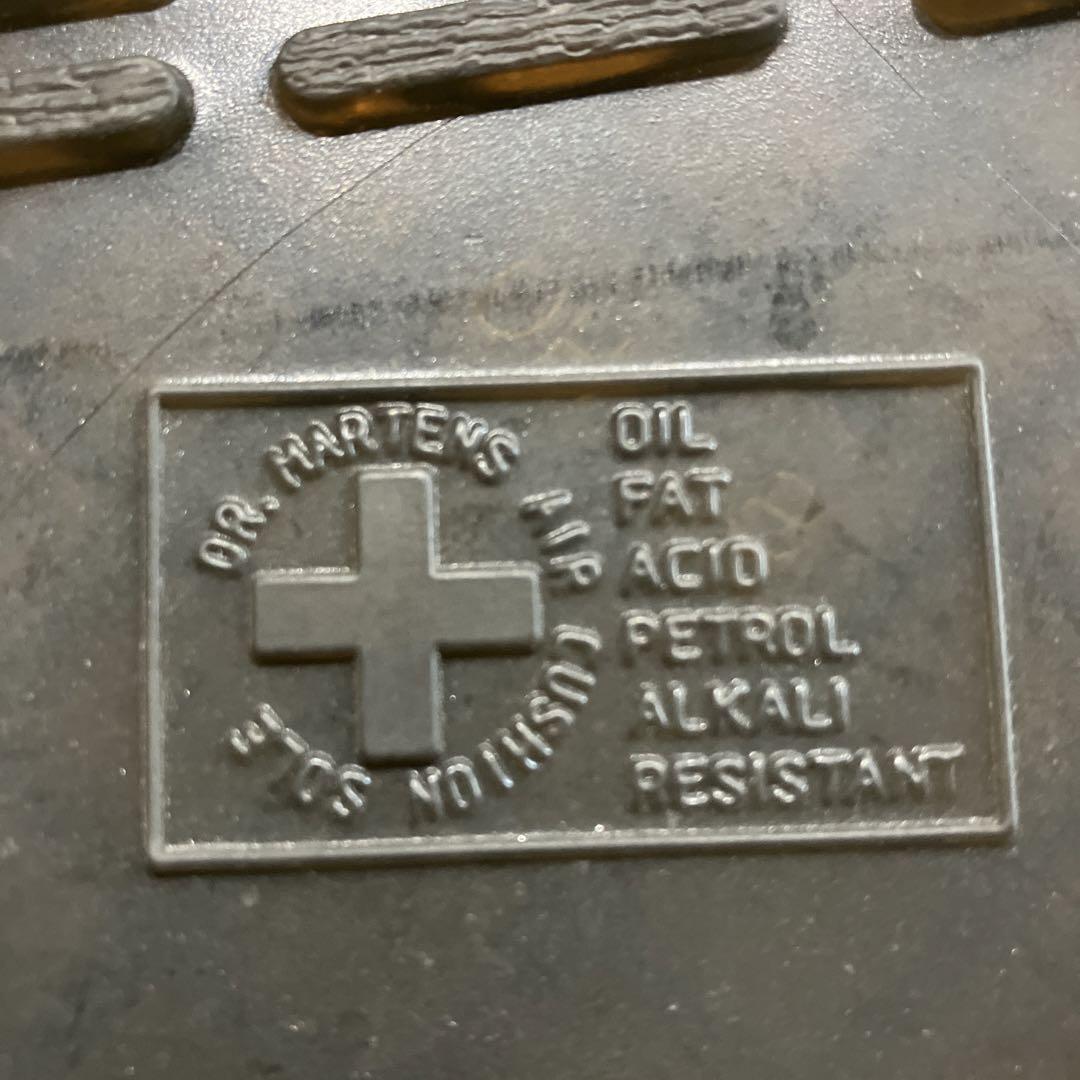 DR. MARTENS AIR CUSHION SOLE
OIL
FAT
ACID
PETROL
ALKALI
RESISTANT